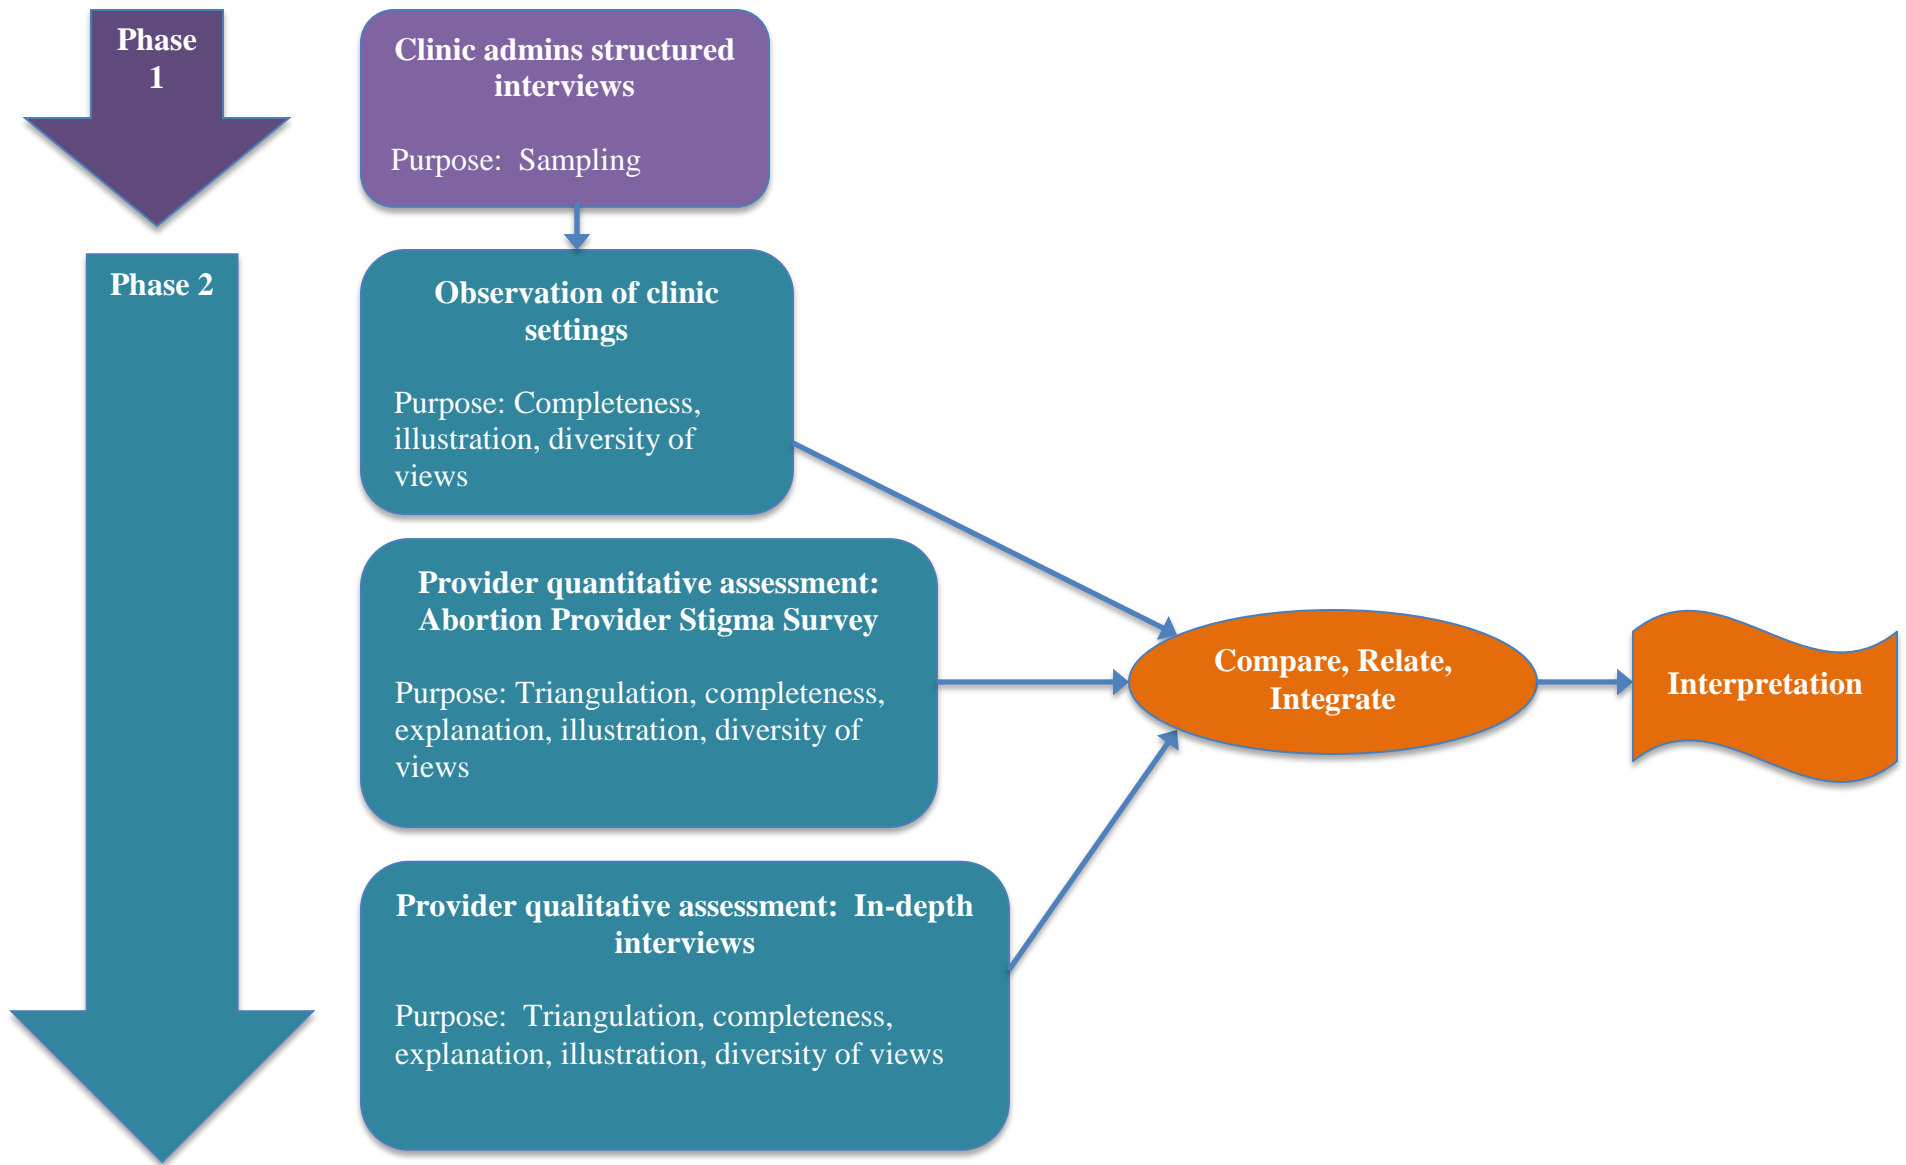 Phase
1
Clinic admins structured
interviews
Purpose:  Sampling
Phase 2
Observation of clinic
settings
Purpose: Completeness,
illustration, diversity of
views
Provider quantitative assessment:
Abortion Provider Stigma Survey
Purpose: Triangulation, completeness,
explanation, illustration, diversity of
views
Provider qualitative assessment:  In-depth
interviews
Purpose:  Triangulation, completeness,
explanation, illustration, diversity of views
Compare, Relate,
Integrate
Interpretation